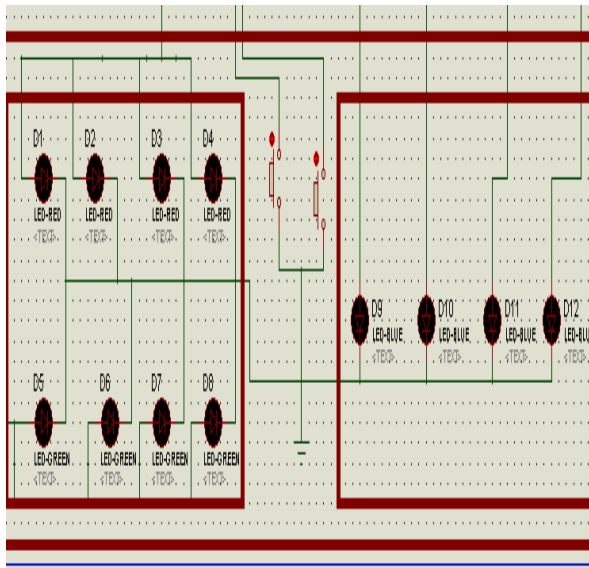 D1 D2 D3 D4
LED-RED LED-RED LED-RED LED-RED
<TEXT> <TEXT> <TEXT> <TEXT>
D9 D10 D11 D12
LED-BLUE LED-BLUE LED-BLUE LED-BLU
<TEXT> <TEXT> <TEXT> <TEXT>
D5 D6 D7 D8
LED-GREEN LED-GREEN LED-GREEN LED-GREEN
<TEXT> <TEXT> <TEXT> <TEXT>